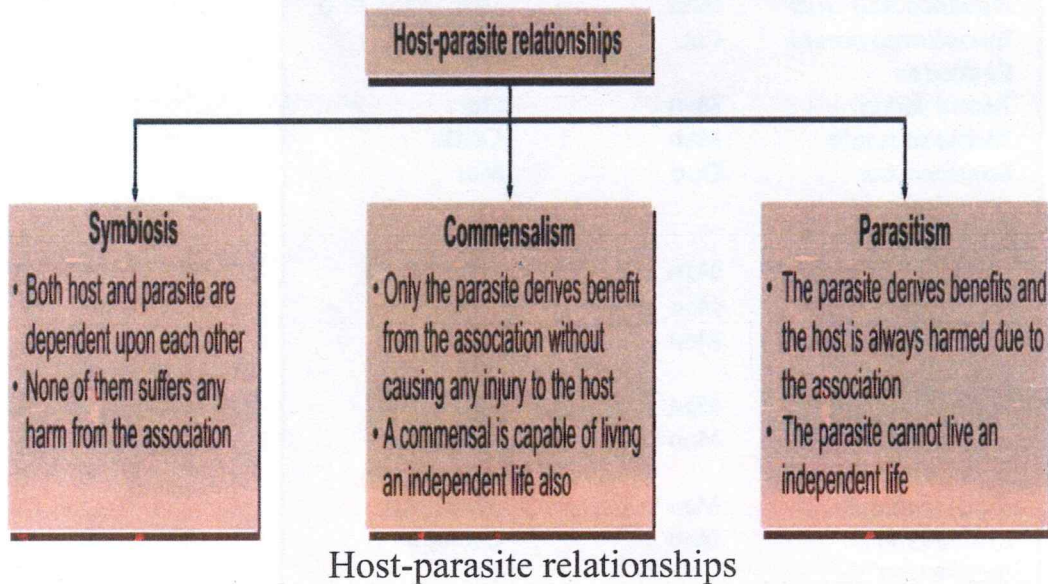 Host-parasite relationships
Symbiosis
• Both host and parasite are
dependent upon each other
• None of them suffers any
harm from the association
Commensalism
• Only the parasite derives benefit
from the association without
causing any injury to the host
• A commensal is capable of living
an independent life also
Parasitism
• The parasite derives benefits and
the host is always harmed due to
the association
• The parasite cannot live an
independent life
Host-parasite relationships